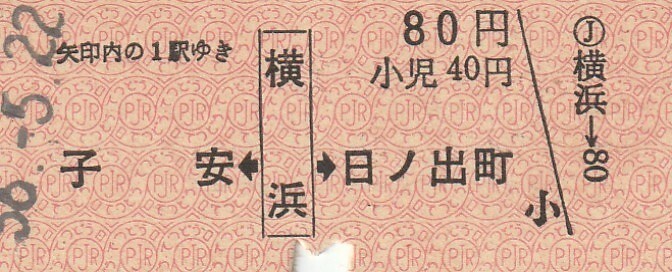 58.-5.22
矢印内の1駅ゆき
80円
小児40円
子安←横浜→日ノ出町
小
Ⓙ横浜→80